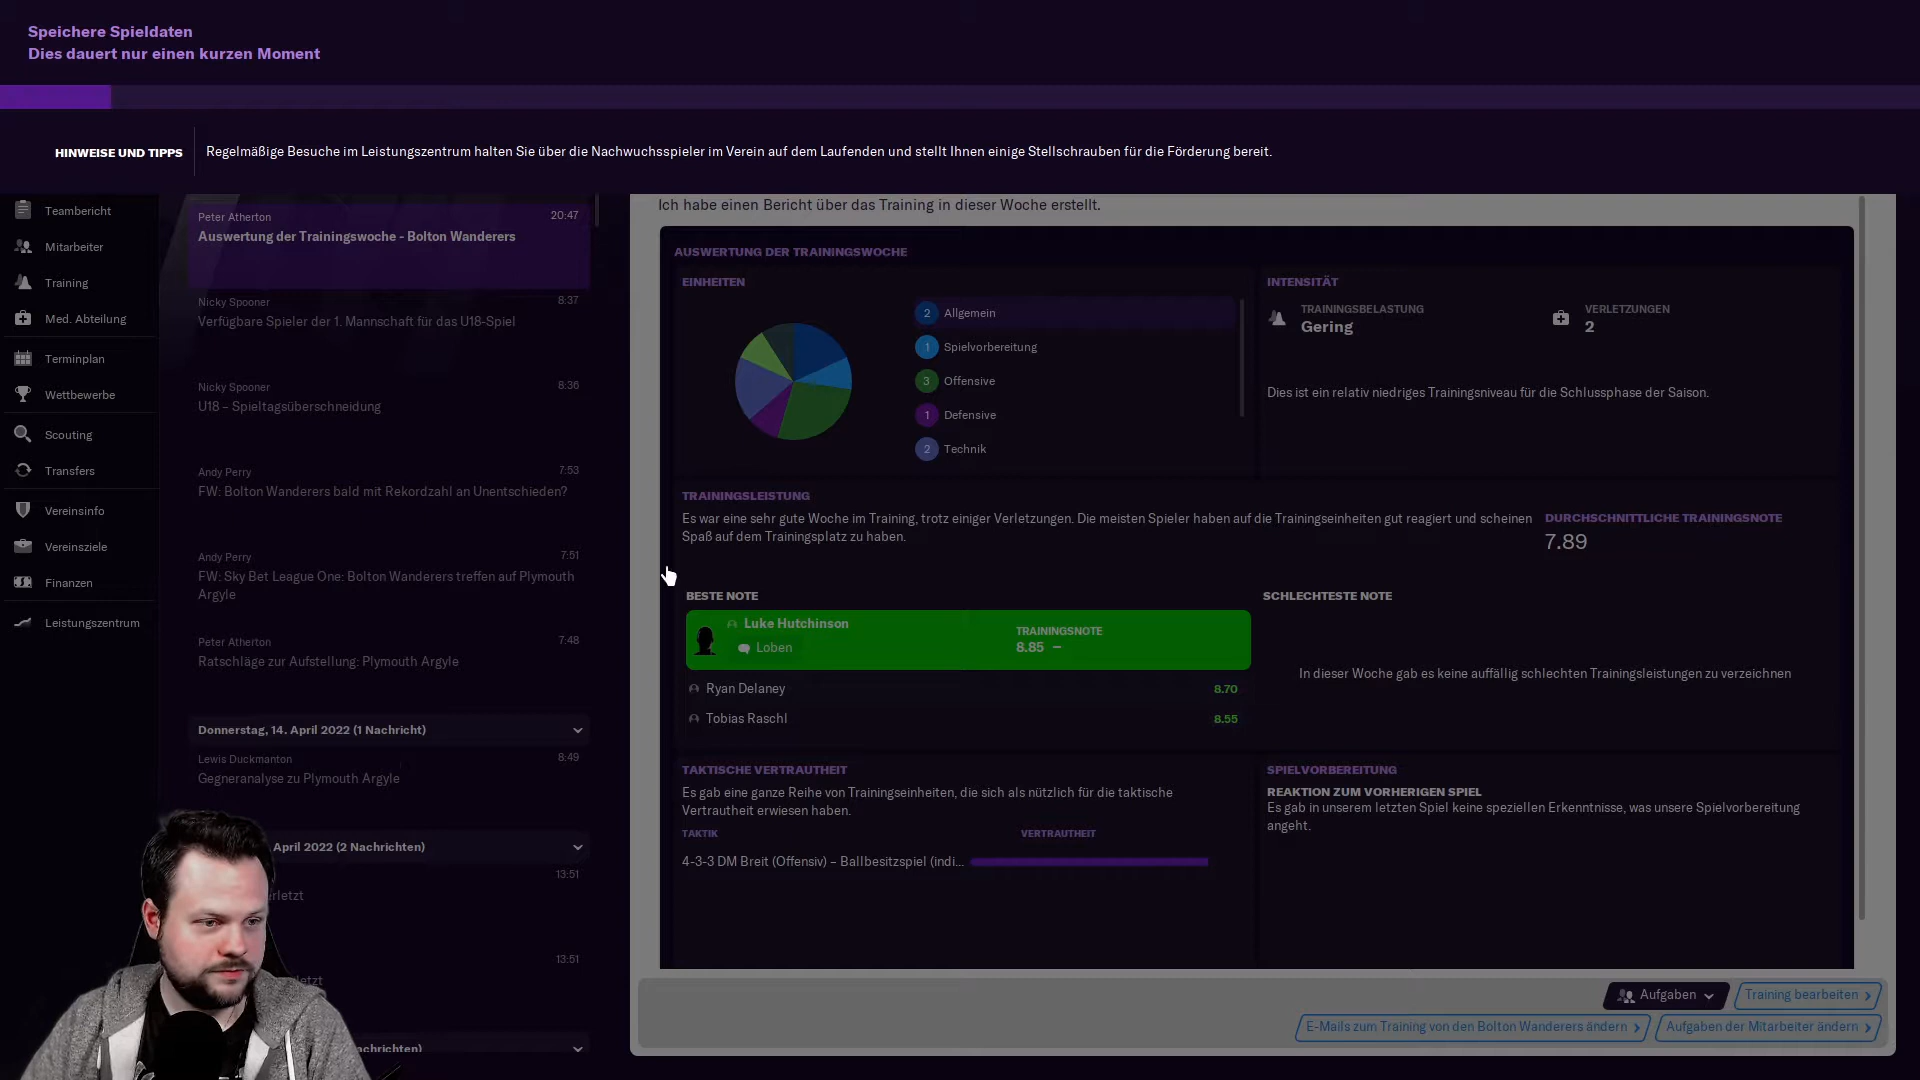 Speichere Spieldaten
Dies dauert nur einen kurzen Moment
HINWEISE UND TIPPS
Regelmäßige Besuche im Leistungszentrum halten Sie über die Nachwuchsspieler im Verein auf dem Laufenden und stellt Ihnen einige Stellschrauben für die Förderung bereit.
Teambericht
Mitarbeiter
Training
Med. Abteilung
Terminplan
Wettbewerbe
Scouting
Transfers
Vereinsinfo
Vereinsziele
Finanzen
Leistungszentrum
Peter Atherton 20:47
Auswertung der Trainingswoche - Bolton Wanderers
Nicky Spooner 8:37
Verfügbare Spieler der 1. Mannschaft für das U18-Spiel
Nicky Spooner 8:36
U18 – Spieltagsüberschneidung
Andy Perry 7:53
FW: Bolton Wanderers bald mit Rekordzahl an Unentschieden?
Andy Perry 7:51
FW: Sky Bet League One: Bolton Wanderers treffen auf Plymouth
Argyle
Peter Atherton 7:48
Ratschläge zur Aufstellung: Plymouth Argyle
Donnerstag, 14. April 2022 (1 Nachricht)
Lewis Duckmanton 8:49
Gegneranalyse zu Plymouth Argyle
April 2022 (2 Nachrichten)
13:51
13:51
Ich habe einen Bericht über das Training in dieser Woche erstellt.
AUSWERTUNG DER TRAININGSWOCHE
EINHEITEN
2 Allgemein
1 Spielvorbereitung
3 Offensive
1 Defensive
2 Technik
INTENSITÄT
TRAININGSBELASTUNG
Gering
VERLETZUNGEN
2
Dies ist ein relativ niedriges Trainingsniveau für die Schlussphase der Saison.
TRAININGSLEISTUNG
Es war eine sehr gute Woche im Training, trotz einiger Verletzungen. Die meisten Spieler haben auf die Trainingseinheiten gut reagiert und scheinen
Spaß auf dem Trainingsplatz zu haben.
DURCHSCHNITTLICHE TRAININGSNOTE
7.89
BESTE NOTE
Luke Hutchinson
Loben
TRAININGSNOTE
8.85 –
Ryan Delaney 8.70
Tobias Raschl 8.55
SCHLECHTESTE NOTE
In dieser Woche gab es keine auffällig schlechten Trainingsleistungen zu verzeichnen
TAKTISCHE VERTRAUTHEIT
Es gab eine ganze Reihe von Trainingseinheiten, die sich als nützlich für die taktische
Vertrautheit erwiesen haben.
TAKTIK VERTRAUTHEIT
4-3-3 DM Breit (Offensiv) – Ballbesitzspiel (indi...
SPIELVORBEREITUNG
REAKTION ZUM VORHERIGEN SPIEL
Es gab in unserem letzten Spiel keine speziellen Erkenntnisse, was unsere Spielvorbereitung
angeht.
Aufgaben
Training bearbeiten
E-Mails zum Training von den Bolton Wanderers ändern
Aufgaben der Mitarbeiter ändern